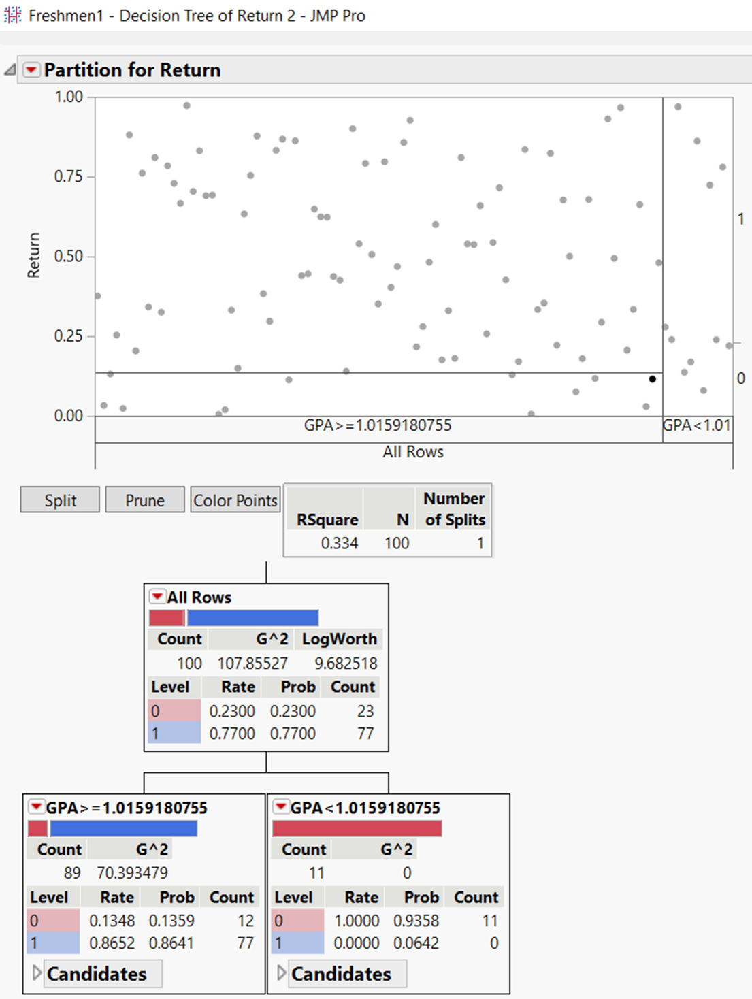 Freshmen1 - Decision Tree of Return 2 - JMP Pro
Partition for Return
1.00
0.75
0.50
0.25
0.00
Return
1
0
GPA>=1.0159180755 GPA<1.01
All Rows
Split Prune Color Points
RSquare N Number of Splits
0.334 100 1
All Rows
Count G^2 LogWorth
100 107.85527 9.682518
Level Rate Prob Count
0 0.2300 0.2300 23
1 0.7700 0.7700 77
GPA>=1.0159180755
Count G^2
89 70.393479
Level Rate Prob Count
0 0.1348 0.1359 12
1 0.8652 0.8641 77
Candidates
GPA<1.0159180755
Count G^2
11 0
Level Rate Prob Count
0 1.0000 0.9358 11
1 0.0000 0.0642 0
Candidates